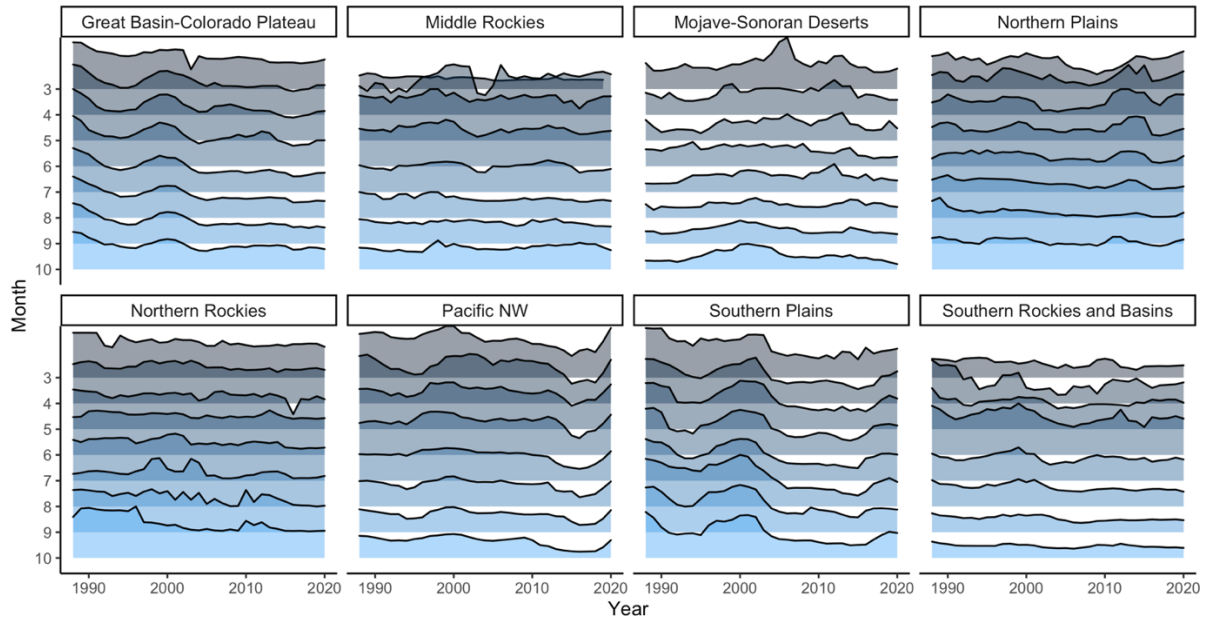 Great Basin-Colorado Plateau
Middle Rockies
Mojave-Sonoran Deserts
Northern Plains
3
4
5
6
7
8
9
10
Northern Rockies
Pacific NW
Southern Plains
Southern Rockies and Basins
3
4
5
6
7
8
9
10
1990 2000 2010 2020
1990 2000 2010 2020
1990 2000 2010 2020
1990 2000 2010 2020
Month
Year